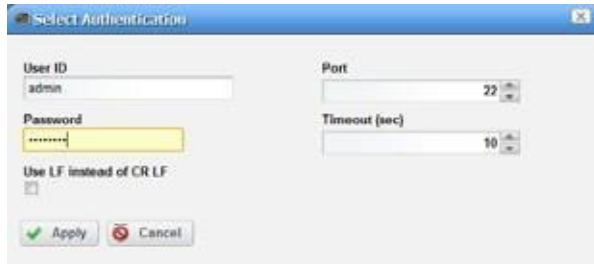 Select Authentication
User ID
admin
Port
22
Password
••••••••
Timeout (sec)
10
Use LF instead of CR LF
Apply
Cancel